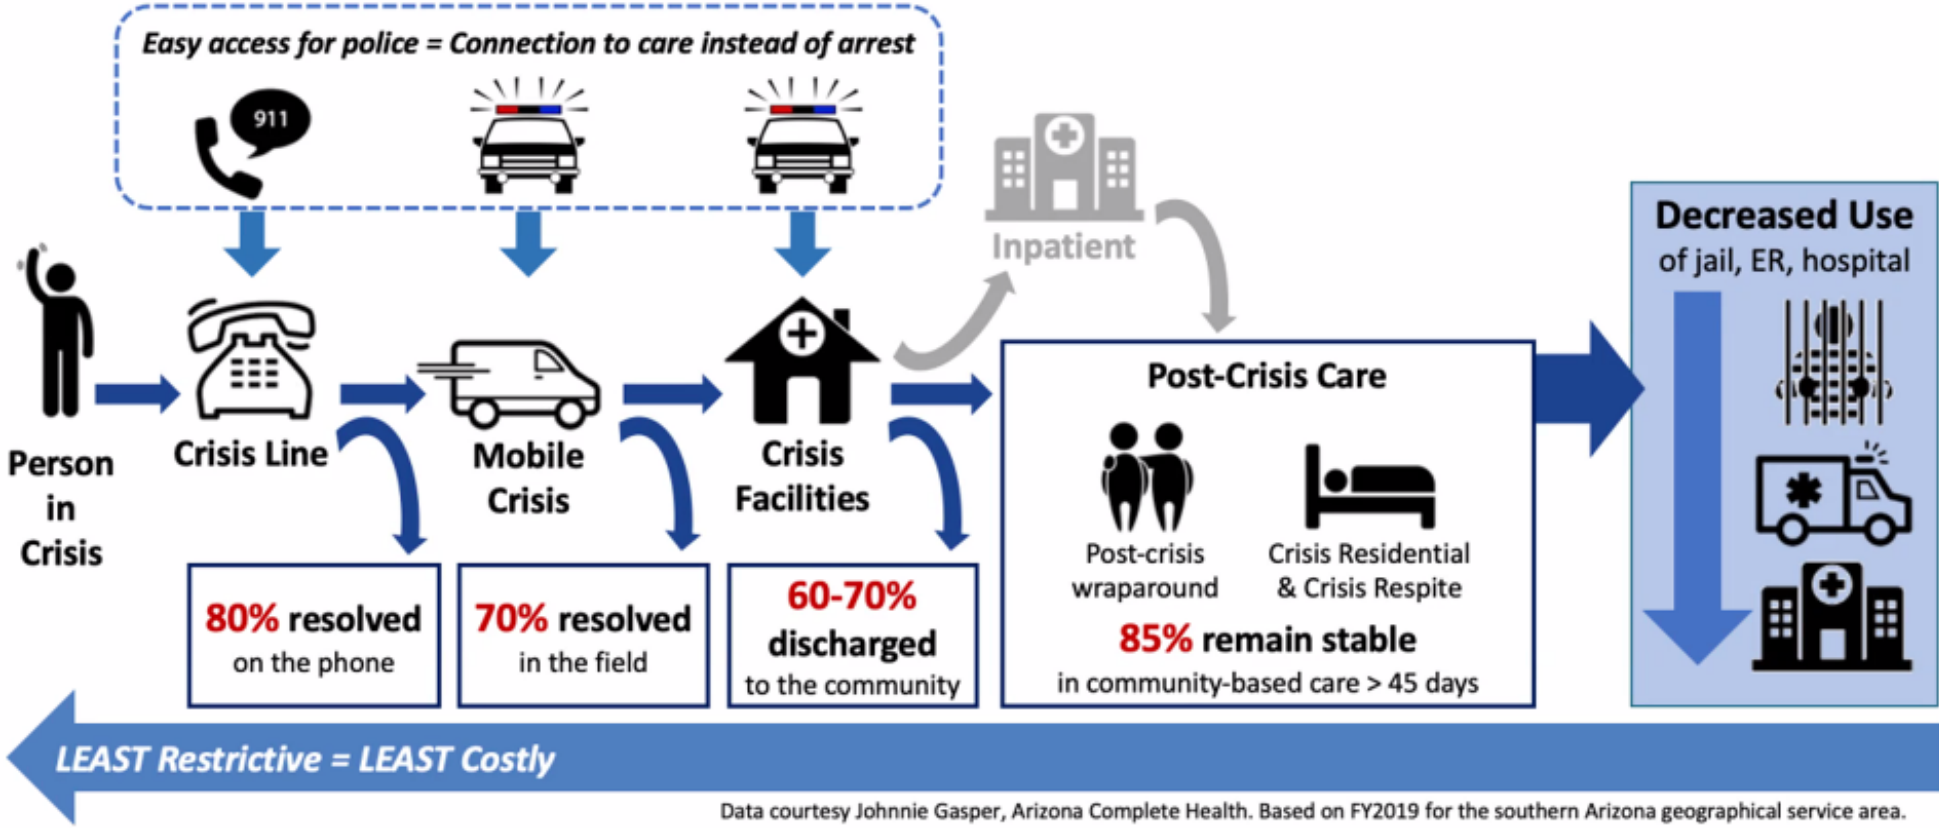 Easy access for police = Connection to care instead of arrest
911
Inpatient
Person
in
Crisis
Crisis Line
Mobile
Crisis
Crisis
Facilities
80% resolved
on the phone
70% resolved
in the field
60-70%
discharged
to the community
Post-Crisis Care
Post-crisis
wraparound
Crisis Residential
& Crisis Respite
85% remain stable
in community-based care > 45 days
Decreased Use
of jail, ER, hospital
LEAST Restrictive = LEAST Costly
Data courtesy Johnnie Gasper, Arizona Complete Health. Based on FY2019 for the southern Arizona geographical service area.